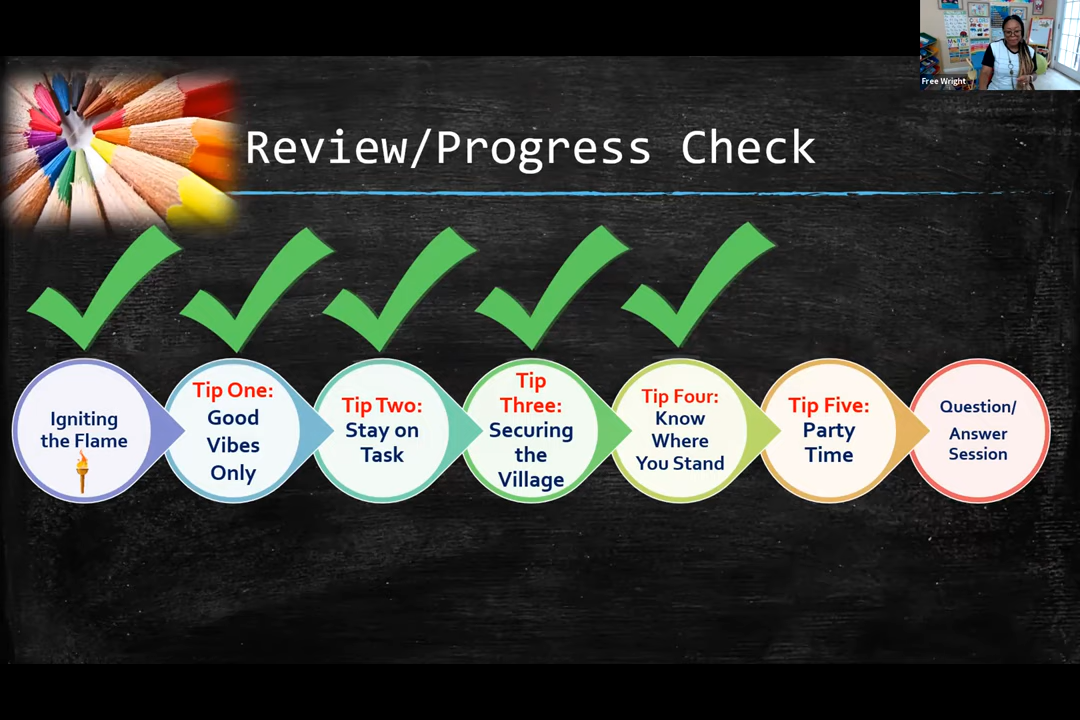 Free Wright
Review/Progress Check
Igniting
the Flame
Tip One:
Good
Vibes
Only
Tip Two:
Stay on
Task
Tip
Three:
Securing
the
Village
Tip Four:
Know
Where
You Stand
Tip Five:
Party
Time
Question/
Answer
Session